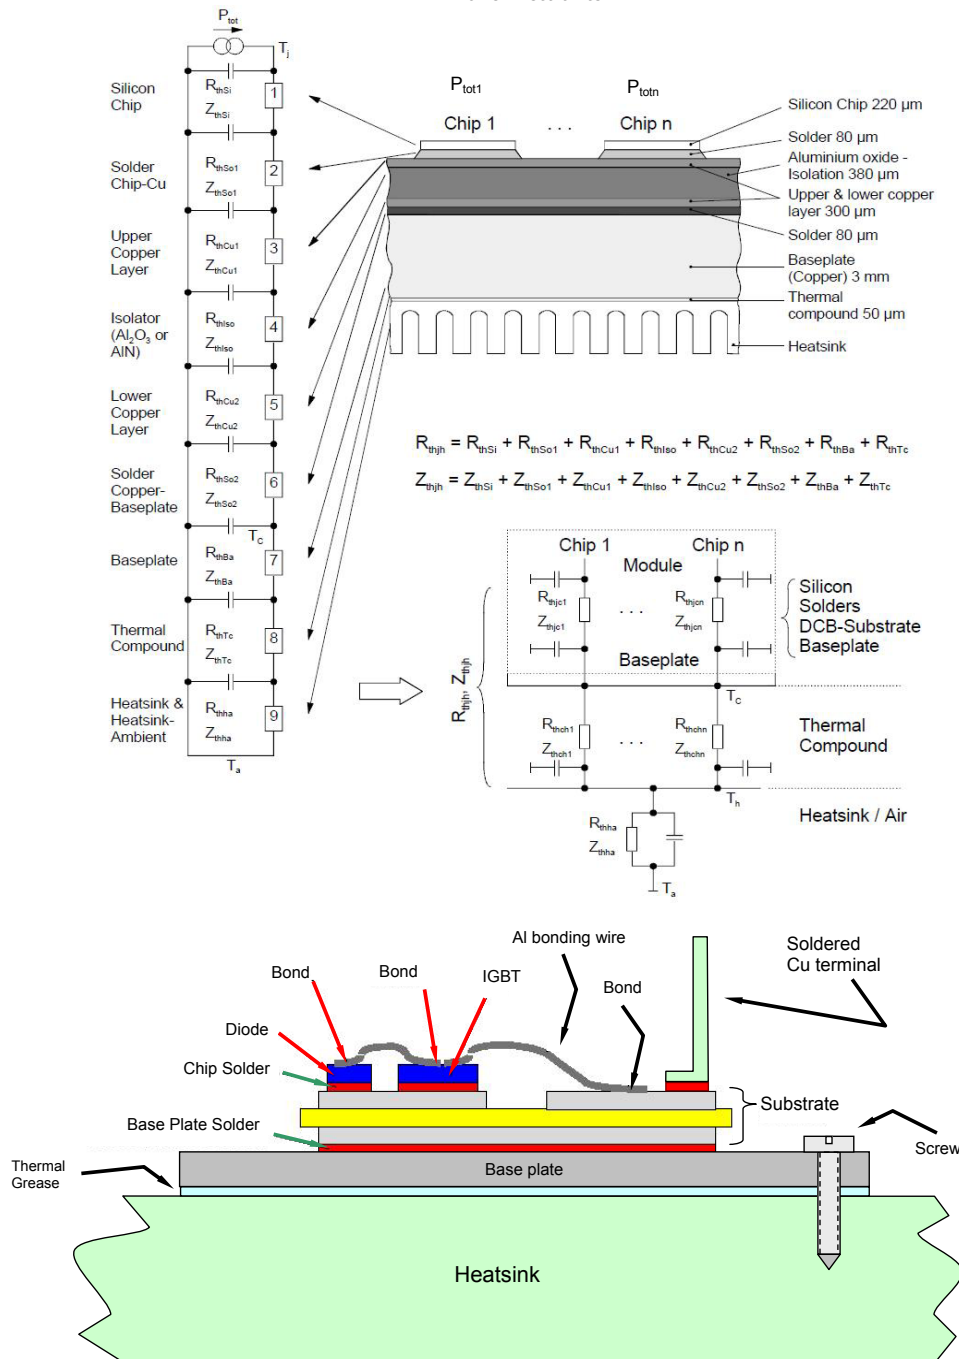 P_tot
T_j
Silicon
Chip
R_thSi
Z_thSi
1
Solder
Chip-Cu
R_thSo1
Z_thSo1
2
Upper
Copper
Layer
R_thCu1
Z_thCu1
3
Isolator
(Al₂O₃ or
AlN)
R_thIso
Z_thIso
4
Lower
Copper
Layer
R_thCu2
Z_thCu2
5
Solder
Copper-
Baseplate
R_thSo2
Z_thSo2
6
T_C
Baseplate
R_thBa
Z_thBa
7
Thermal
Compound
R_thTc
Z_thTc
8
Heatsink &
Heatsink-
Ambient
R_thha
Z_thha
9
T_a
P_tot1
P_totn
Chip 1
. . .
Chip n
Silicon Chip 220 µm
Solder 80 µm
Aluminium oxide -
Isolation 380 µm
Upper & lower copper
layer 300 µm
Solder 80 µm
Baseplate
(Copper) 3 mm
Thermal
compound 50 µm
Heatsink
R_thjh = R_thSi + R_thSo1 + R_thCu1 + R_thIso + R_thCu2 + R_thSo2 + R_thBa + R_thTc
Z_thjh = Z_thSi + Z_thSo1 + Z_thCu1 + Z_thIso + Z_thCu2 + Z_thSo2 + Z_thBa + Z_thTc
Chip 1
Chip n
Module
R_thjc1
Z_thjc1
. . .
R_thjcn
Z_thjcn
Silicon
Solders
DCB-Substrate
Baseplate
Baseplate
R_thjh, Z_thjh
T_C
R_thch1
Z_thch1
. . .
R_thchn
Z_thchn
Thermal
Compound
T_h
Heatsink / Air
R_thha
Z_thha
T_a
Al bonding wire
Soldered
Cu terminal
Bond
Bond
IGBT
Bond
Diode
Chip Solder
Substrate
Base Plate Solder
Screw
Thermal
Grease
Base plate
Heatsink